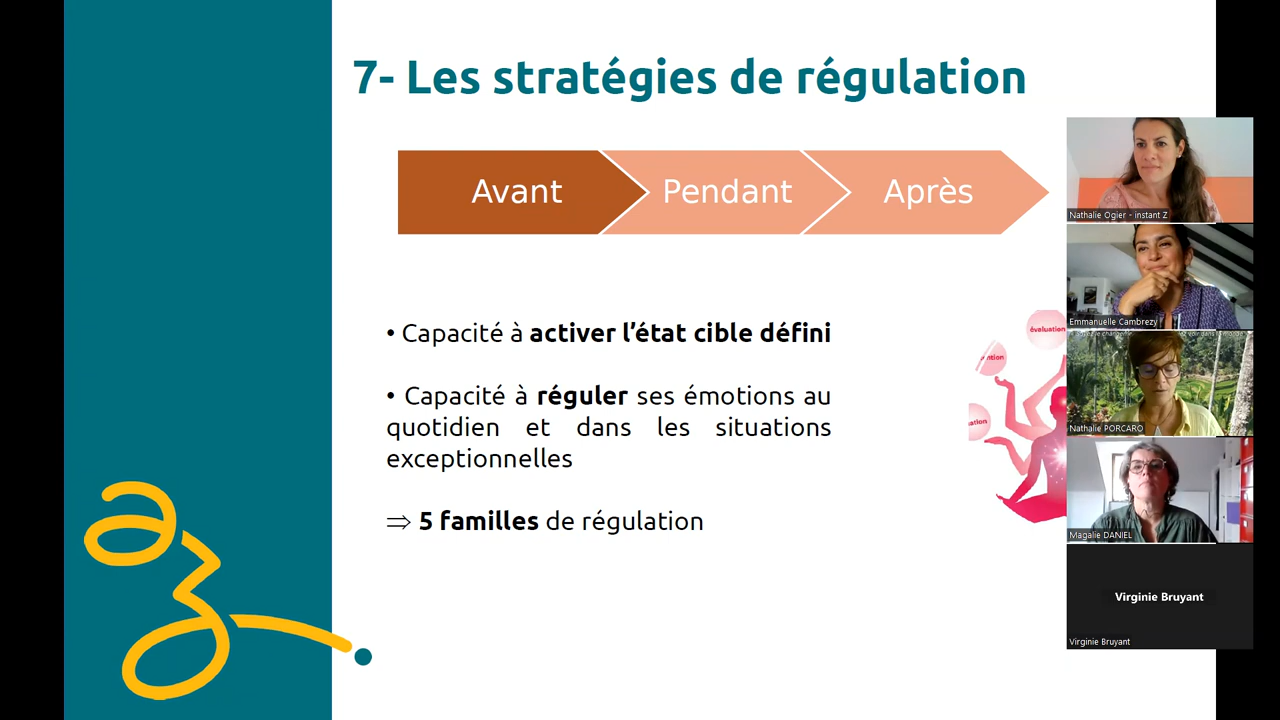 7- Les stratégies de régulation
Avant
Pendant
Après
• Capacité à activer l’état cible défini
• Capacité à réguler ses émotions au
quotidien et dans les situations
exceptionnelles
⇒ 5 familles de régulation
évaluation
Nathalie Ogier - instant Z
Emmanuelle Cambrezy
Nathalie PORCARO
Magalie DANIEL
Virginie Bruyant
Virginie Bruyant